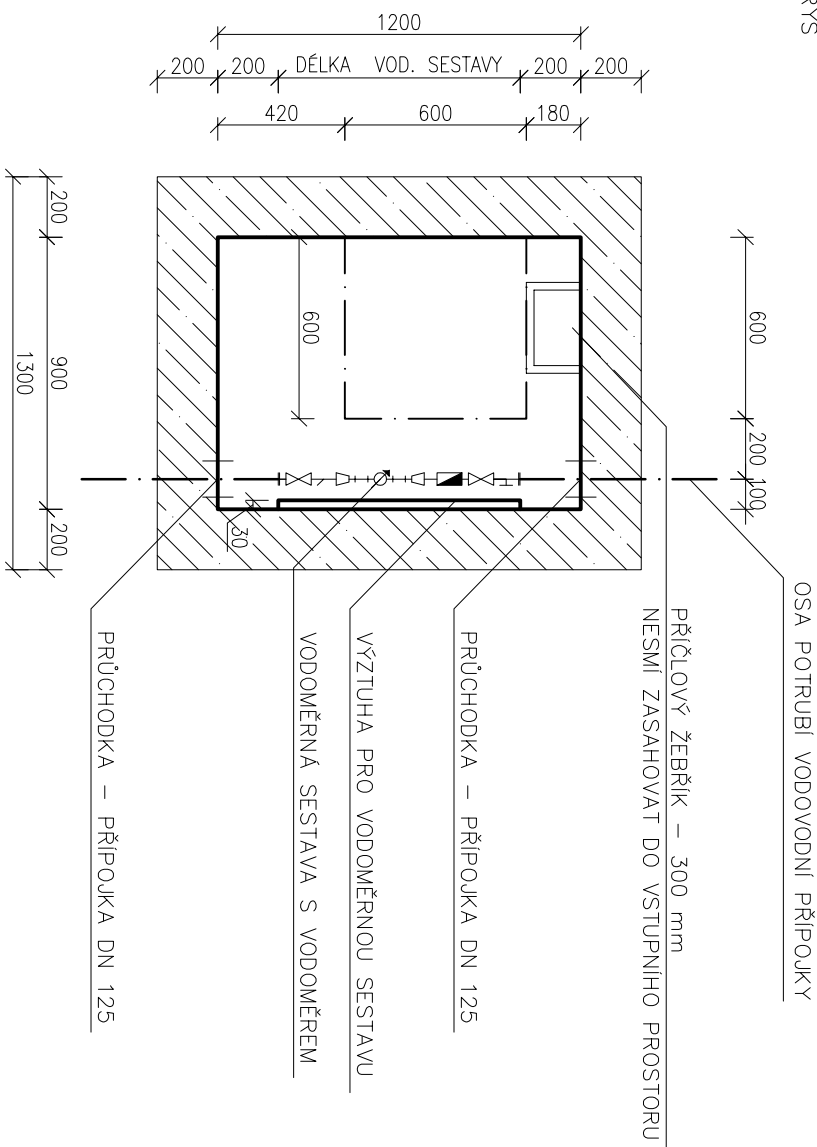 RYS
1200
200 200 DÉLKA VOD. SESTAVY 200 200
420 600 180
600 200 100
200 900 200
1300
600
30
OSA POTRUBÍ VODOVODNÍ PŘÍPOJKY
PŘÍČLOVÝ ŽEBŘÍK – 300 mm
NESMÍ ZASAHOVAT DO VSTUPNÍHO PROSTORU
PRŮCHODKA – PŘÍPOJKA DN 125
VÝZTUHA PRO VODOMĚRNOU SESTAVU
VODOMĚRNÁ SESTAVA S VODOMĚREM
PRŮCHODKA – PŘÍPOJKA DN 125